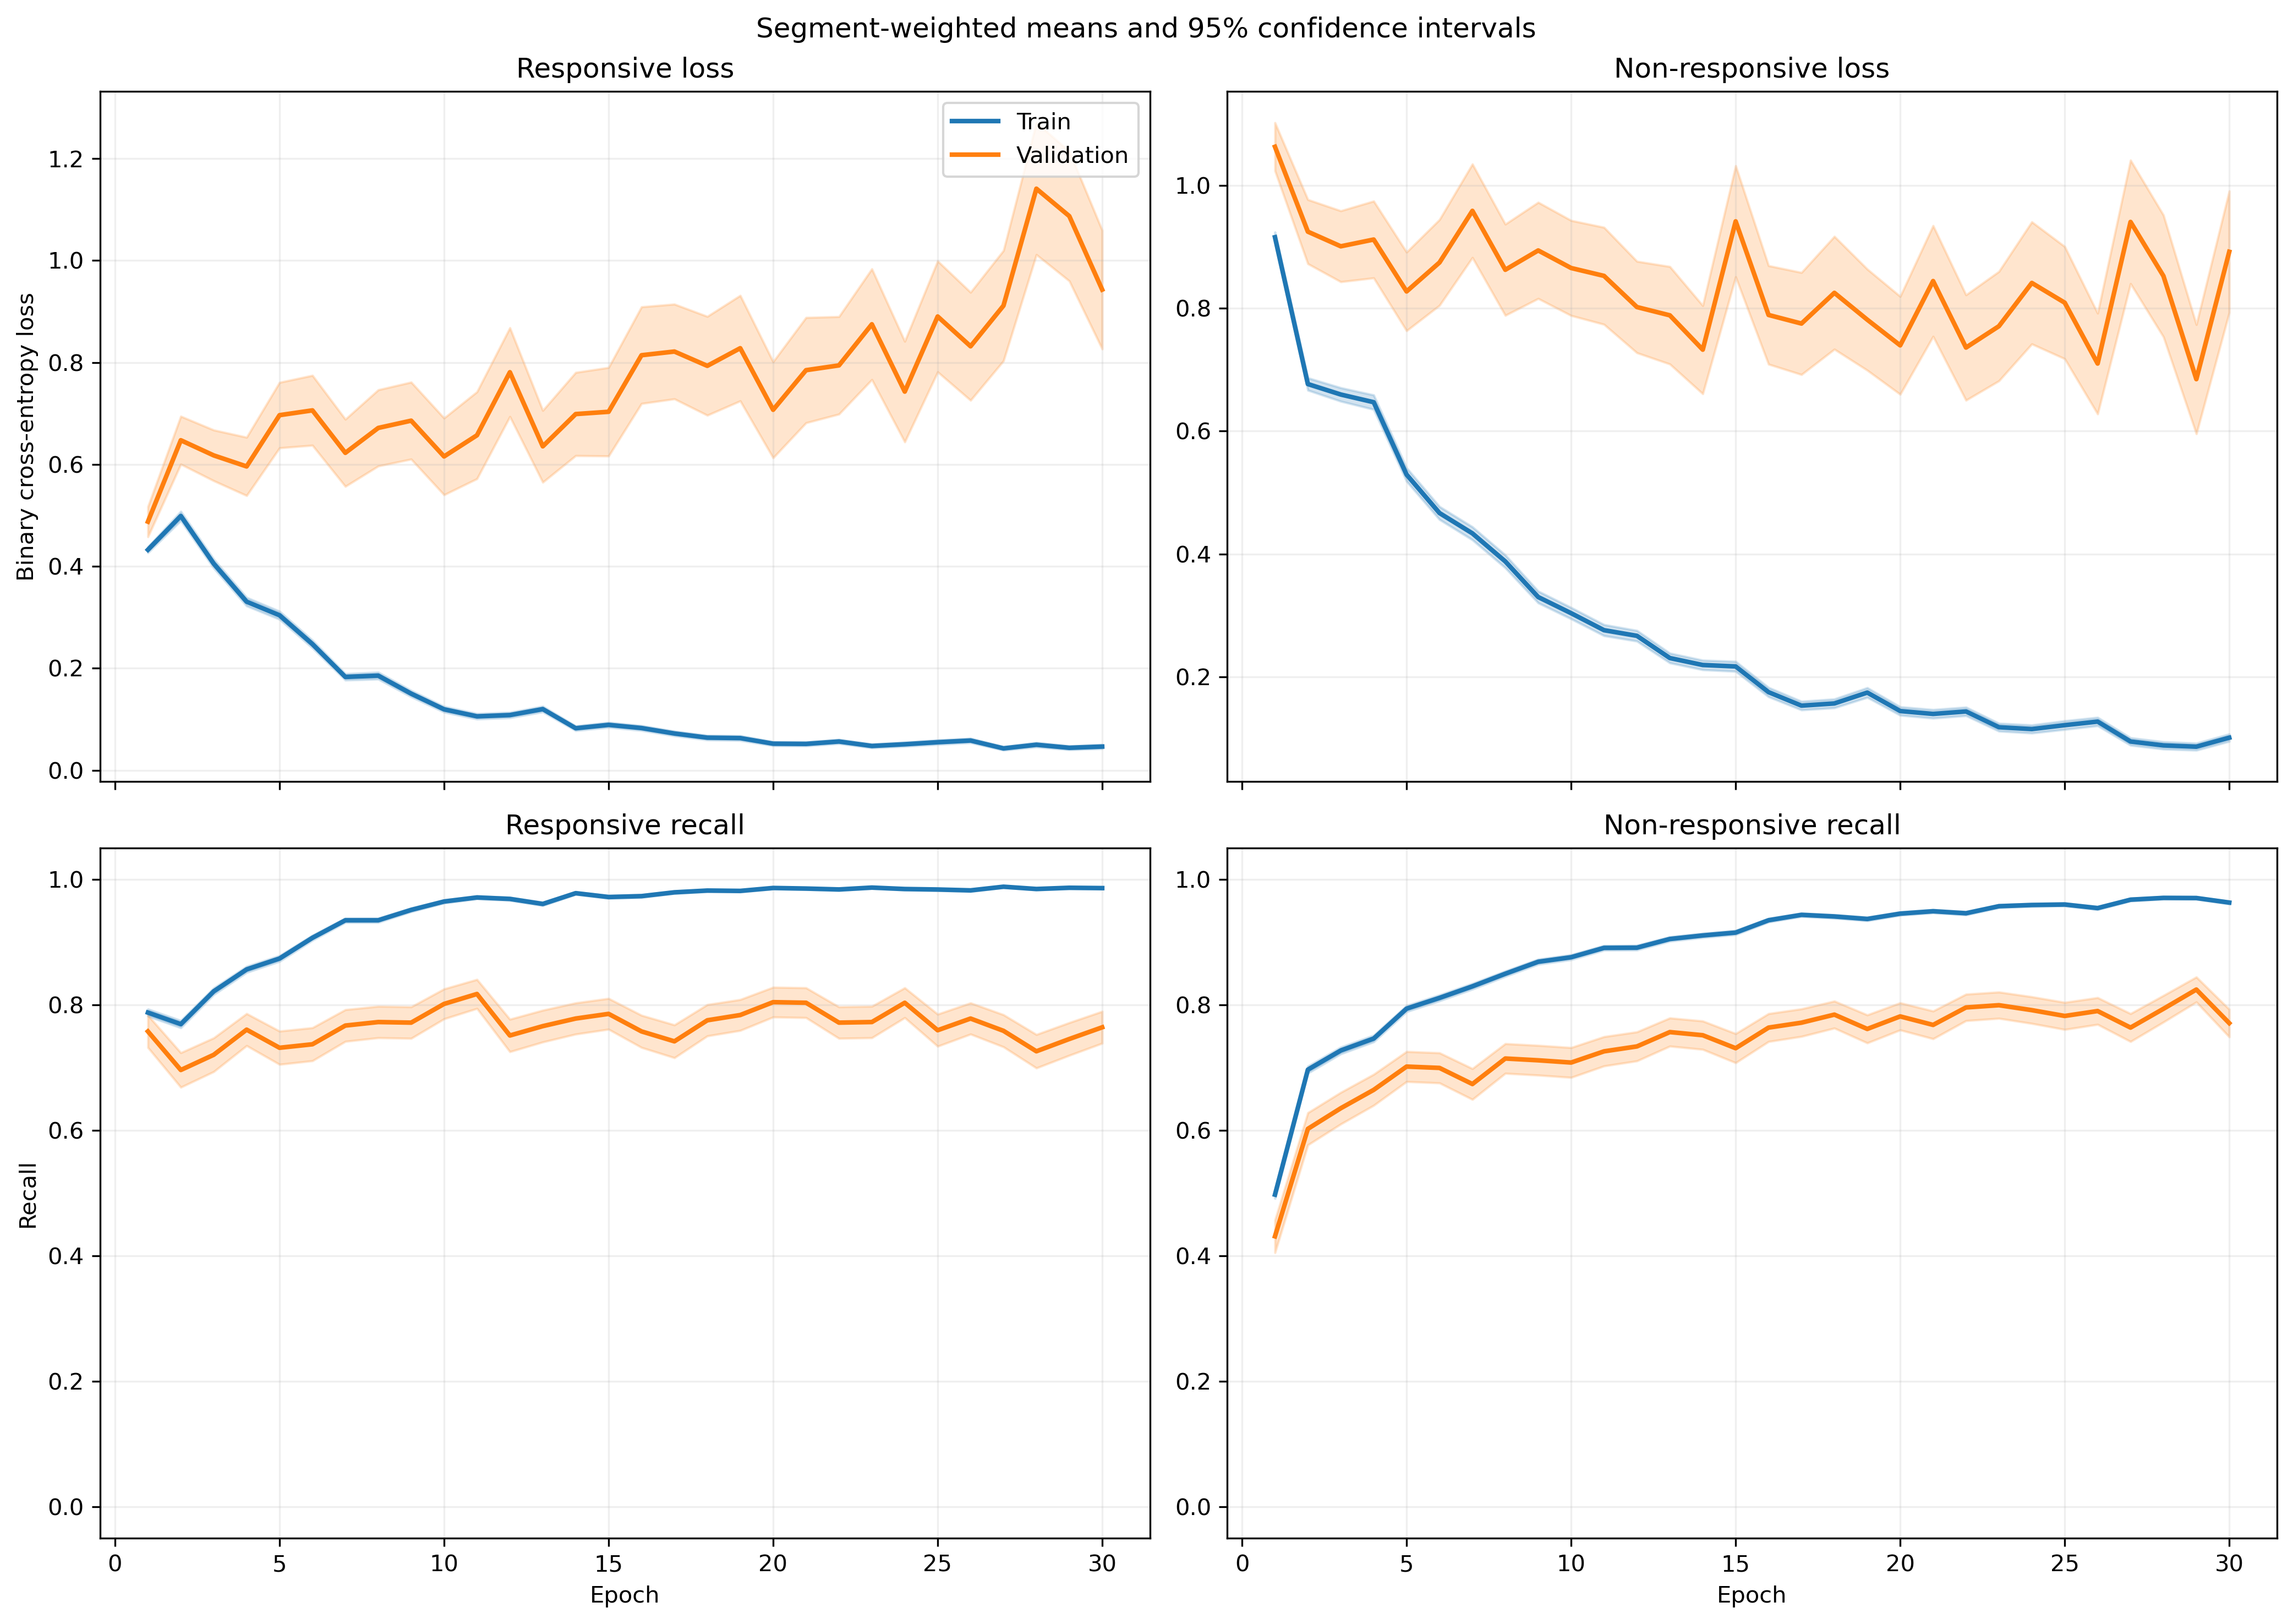 Segment-weighted means and 95% confidence intervals
Responsive loss
Non-responsive loss
Train
Validation
Binary cross-entropy loss
1.2
1.0
0.8
0.6
0.4
0.2
0.0
1.0
0.8
0.6
0.4
0.2
Responsive recall
Non-responsive recall
Recall
1.0
0.8
0.6
0.4
0.2
0.0
1.0
0.8
0.6
0.4
0.2
0.0
0 5 10 15 20 25 30
0 5 10 15 20 25 30
Epoch
Epoch